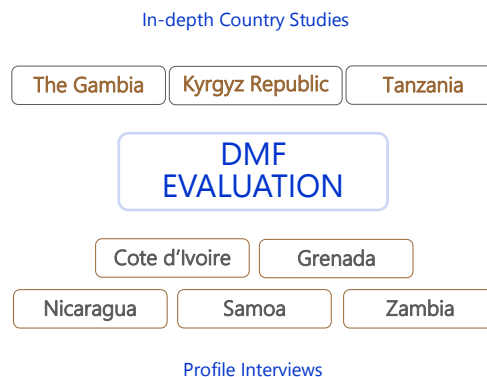 In-depth Country Studies
The Gambia Kyrgyz Republic Tanzania
DMF
EVALUATION
Cote d’Ivoire Grenada
Nicaragua Samoa Zambia
Profile Interviews